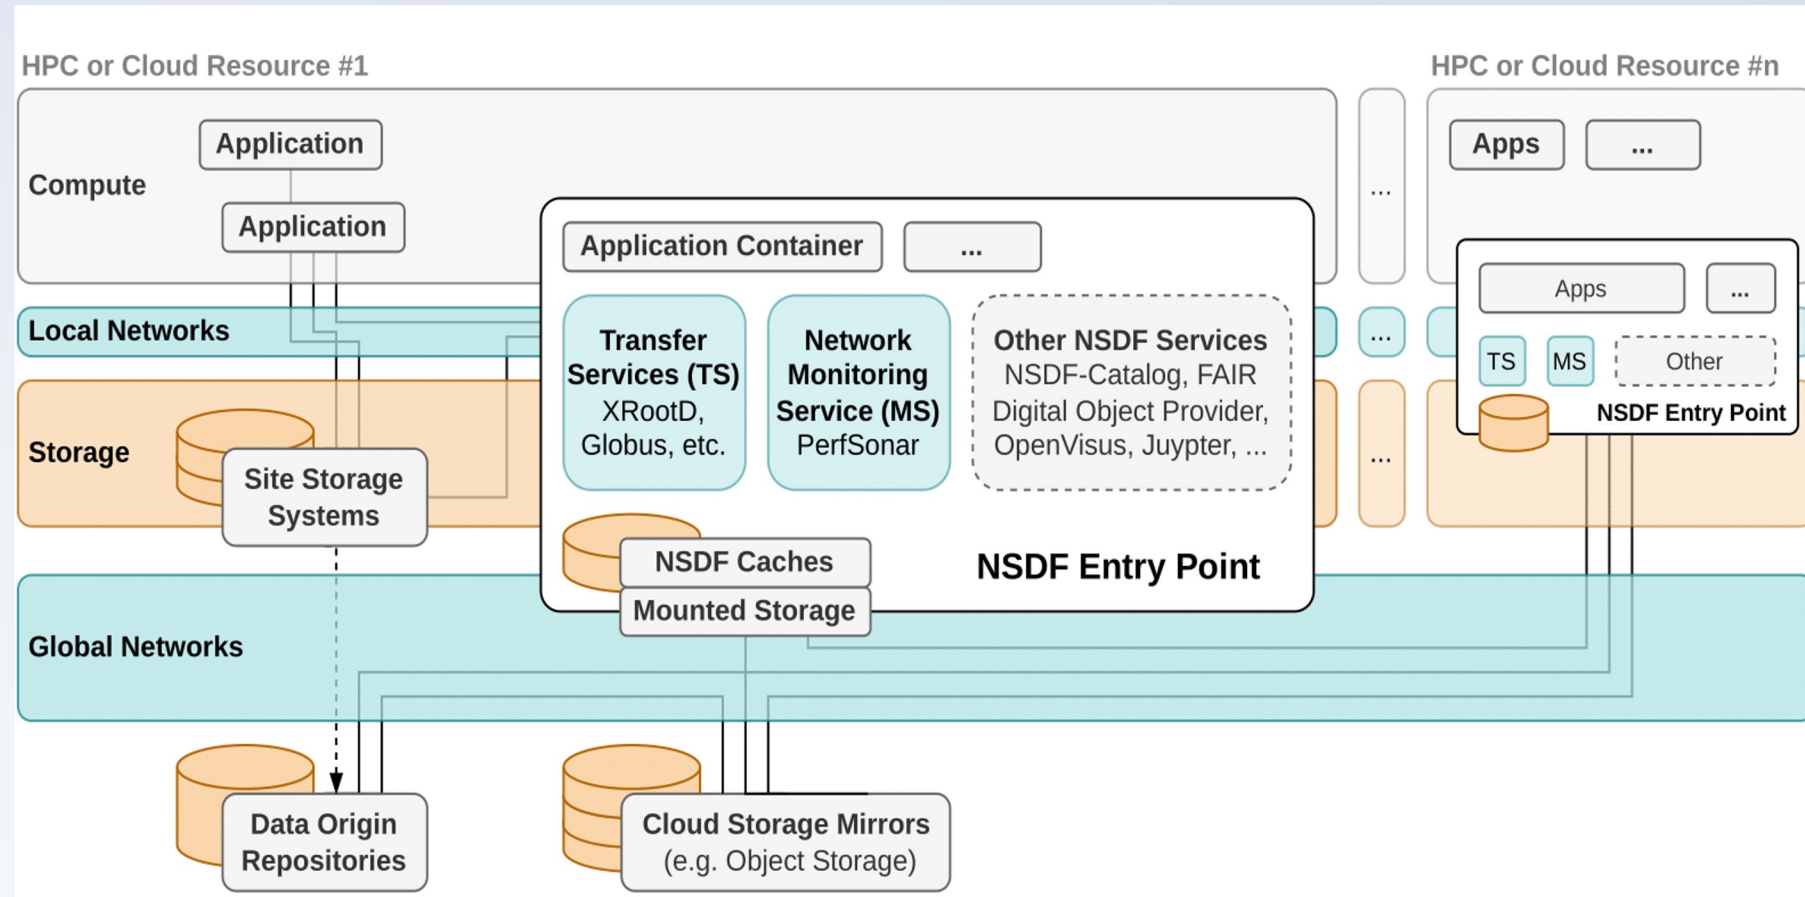 HPC or Cloud Resource #1
HPC or Cloud Resource #n
Compute
Application
Application
Application Container
...
...
Apps
...
Apps
...
Local Networks
...
Transfer
Services (TS)
XRootD,
Globus, etc.
Network
Monitoring
Service (MS)
PerfSonar
Other NSDF Services
NSDF-Catalog, FAIR
Digital Object Provider,
OpenVisus, Juypter, ...
TS
MS
Other
NSDF Entry Point
Storage
Site Storage
Systems
...
NSDF Caches
Mounted Storage
NSDF Entry Point
Global Networks
Data Origin
Repositories
Cloud Storage Mirrors
(e.g. Object Storage)